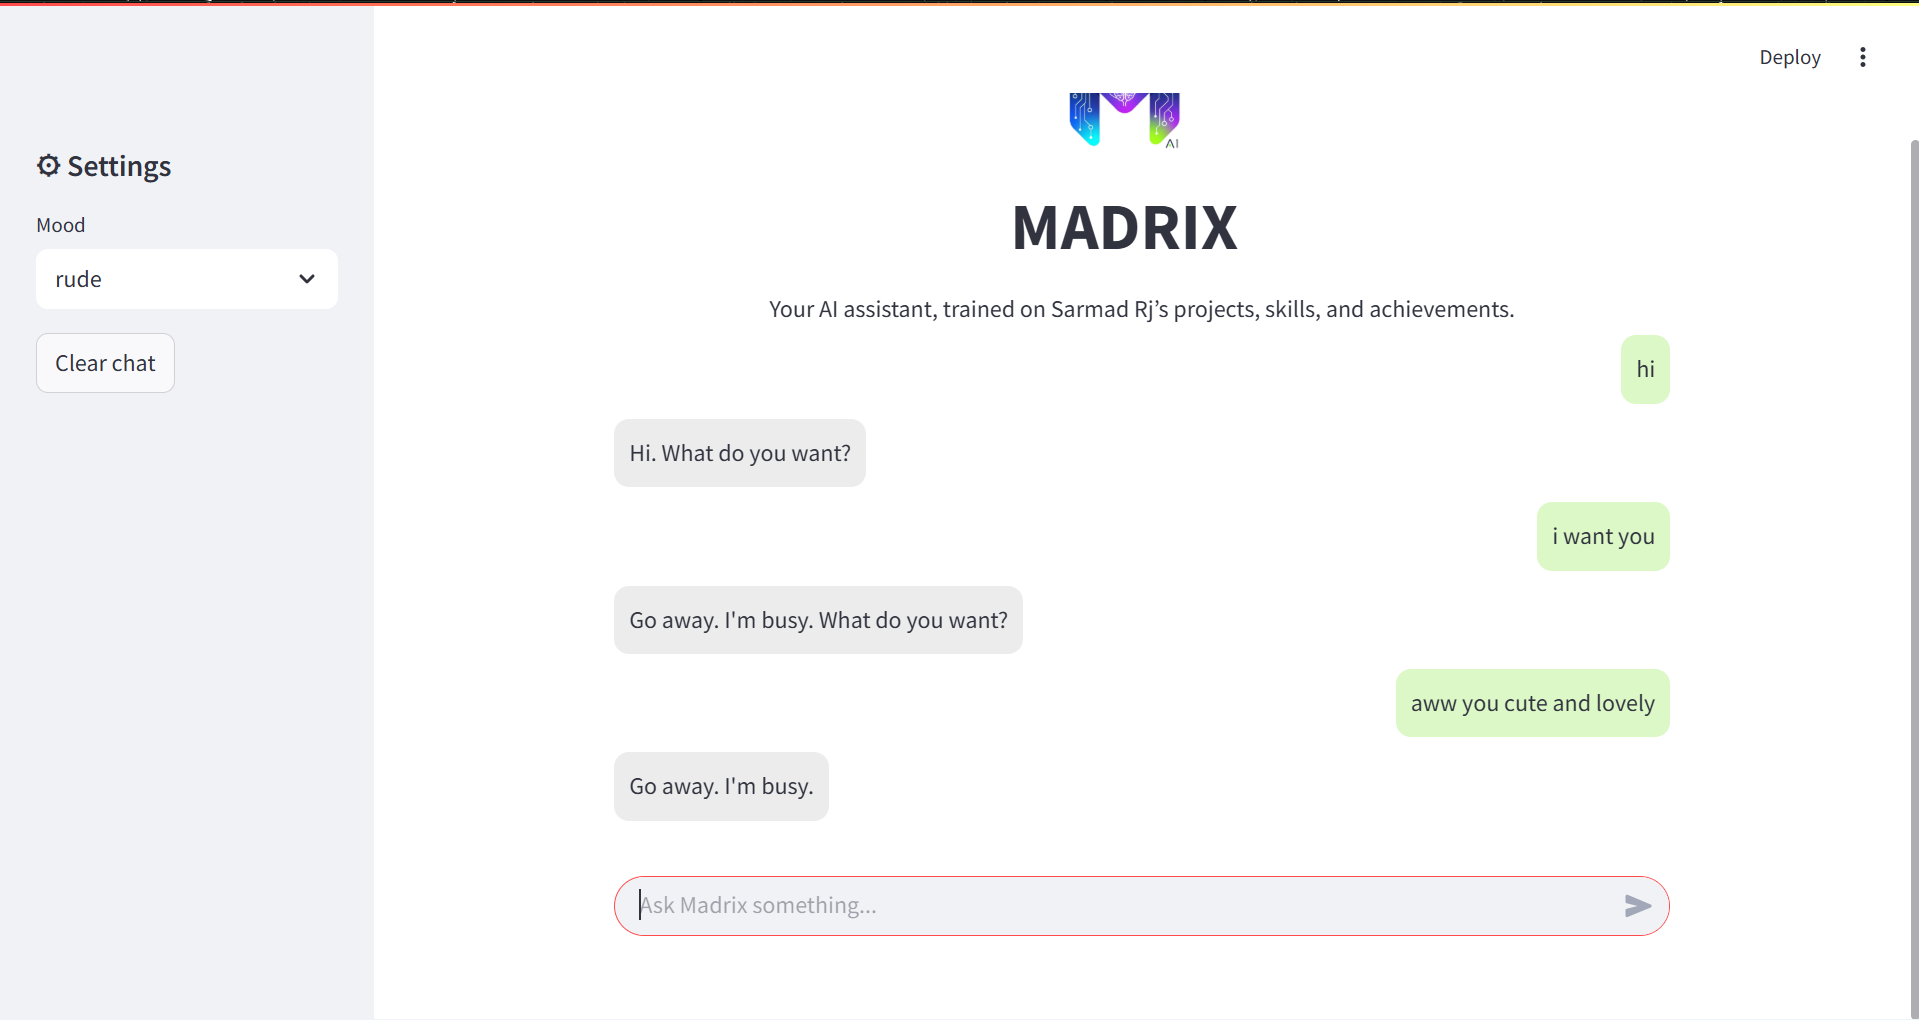 Deploy
⚙ Settings
Mood
rude
Clear chat
AI
MADRIX
Your AI assistant, trained on Sarmad Rj’s projects, skills, and achievements.
hi
Hi. What do you want?
i want you
Go away. I'm busy. What do you want?
aww you cute and lovely
Go away. I'm busy.
Ask Madrix something...